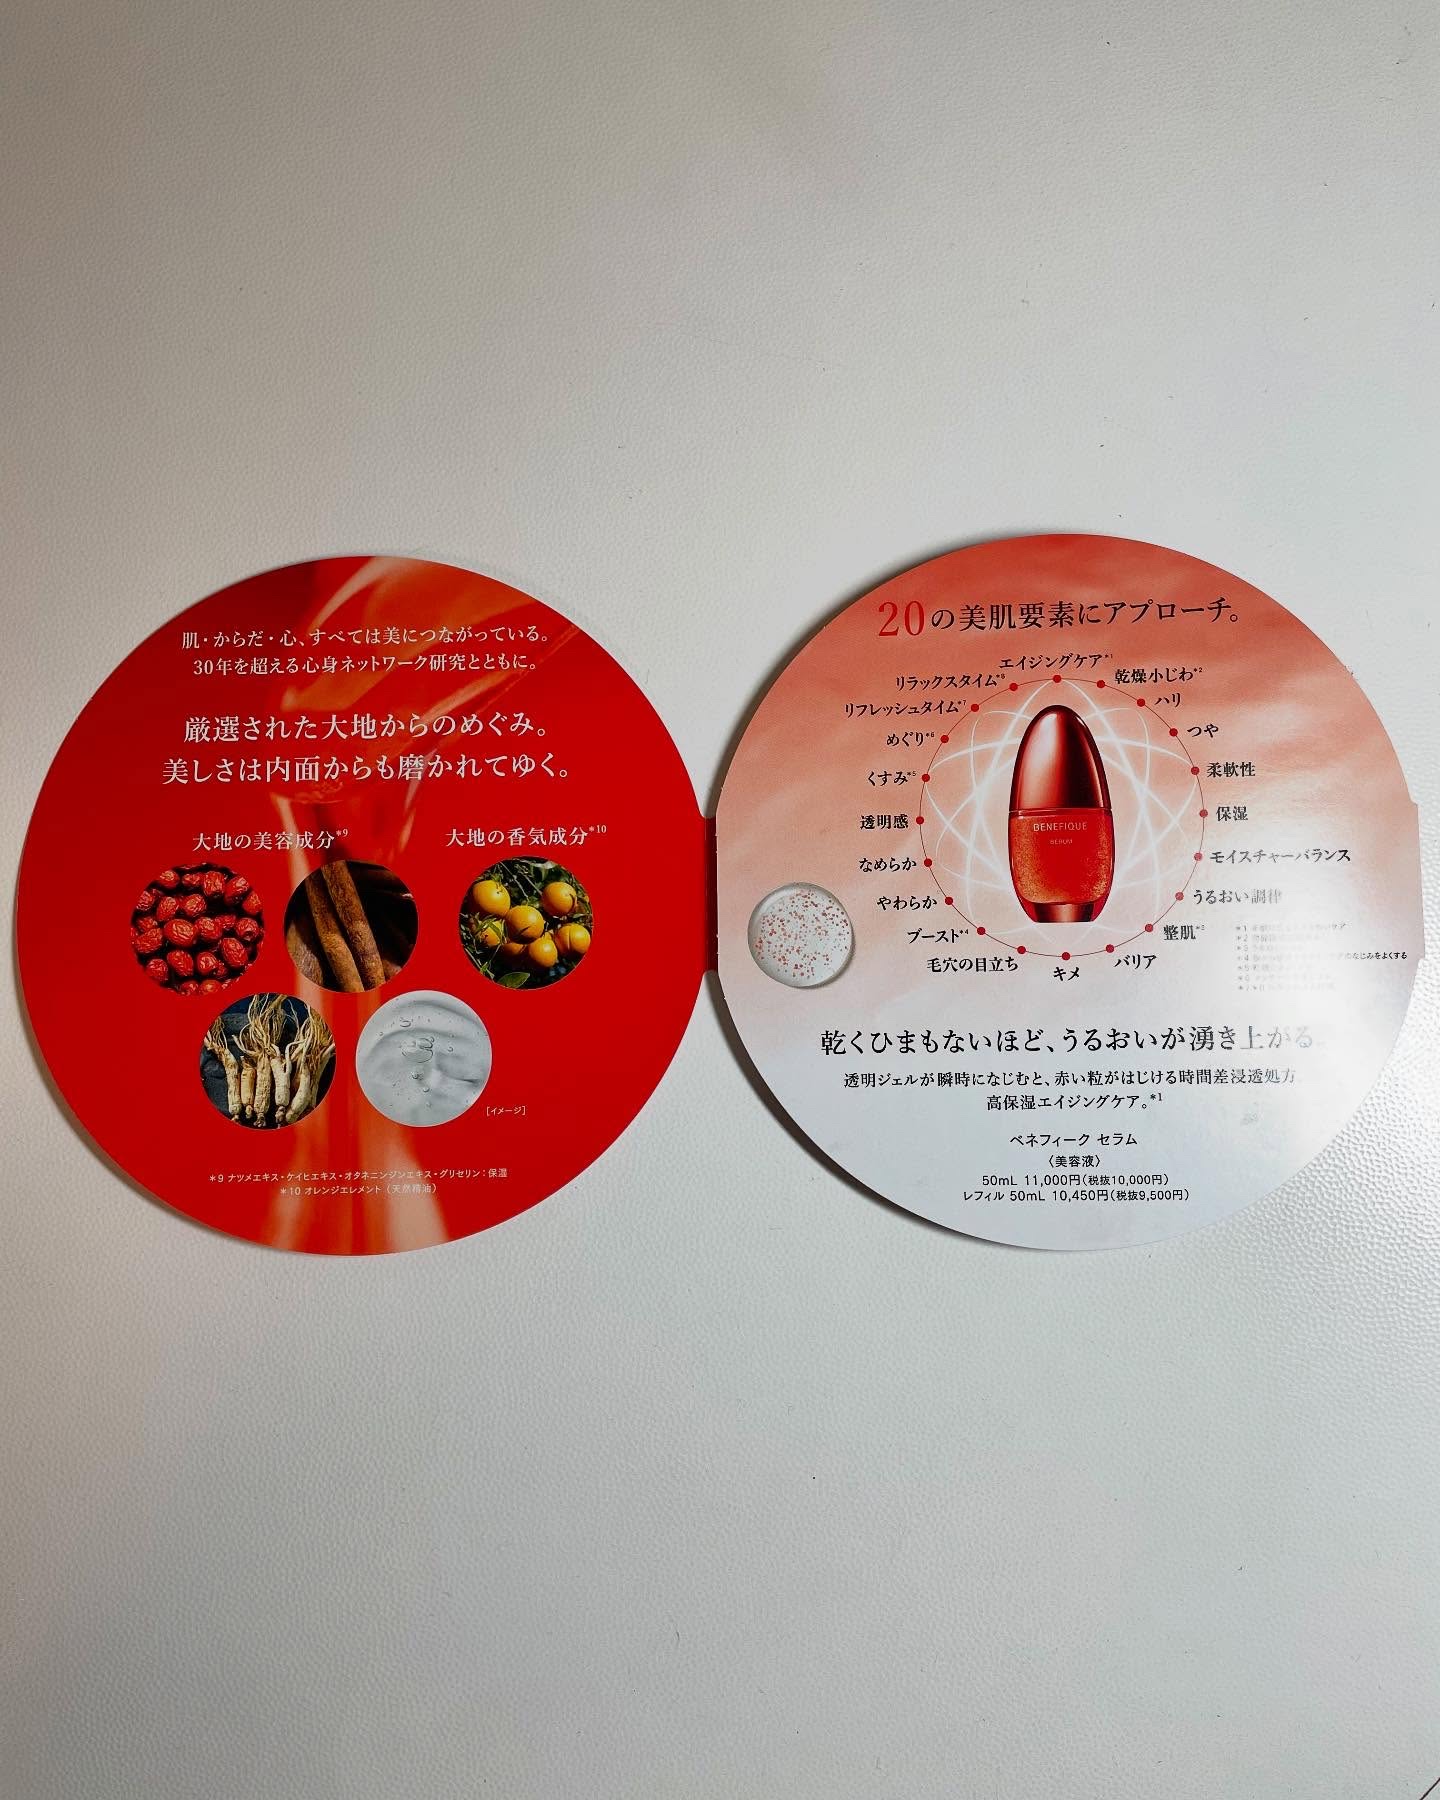 肌・からだ・心、すべては美につながっている。
30年を超える心身ネットワーク研究とともに。
厳選された大地からのめぐみ。
美しさは内面からも磨かれてゆく。
大地の美容成分*9
大地の香気成分*10
[イメージ]
*9 ナツメエキス・ケイヒエキス・オタネニンジンエキス・グリセリン：保湿
*10 オレンジエレメント（天然精油）
20の美肌要素にアプローチ。
エイジングケア*1
乾燥小じわ*2
ハリ
つや
柔軟性
保湿
モイスチャーバランス
うるおい調律
整肌*3
バリア
キメ
毛穴の目立ち
ブースト*4
やわらか
なめらか
透明感
くすみ*5
めぐり*6
リフレッシュタイム*7
リラックスタイム*8
BENEFIQUE
SERUM
のなじみをよくする
乾くひまもないほど、うるおいが湧き上がる。
透明ジェルが瞬時になじむと、赤い粒がはじける時間差浸透処方。
高保湿エイジングケア。*1
ベネフィーク セラム
〈美容液〉
50mL 11,000円（税抜10,000円）
レフィル 50mL 10,450円（税抜9,500円）